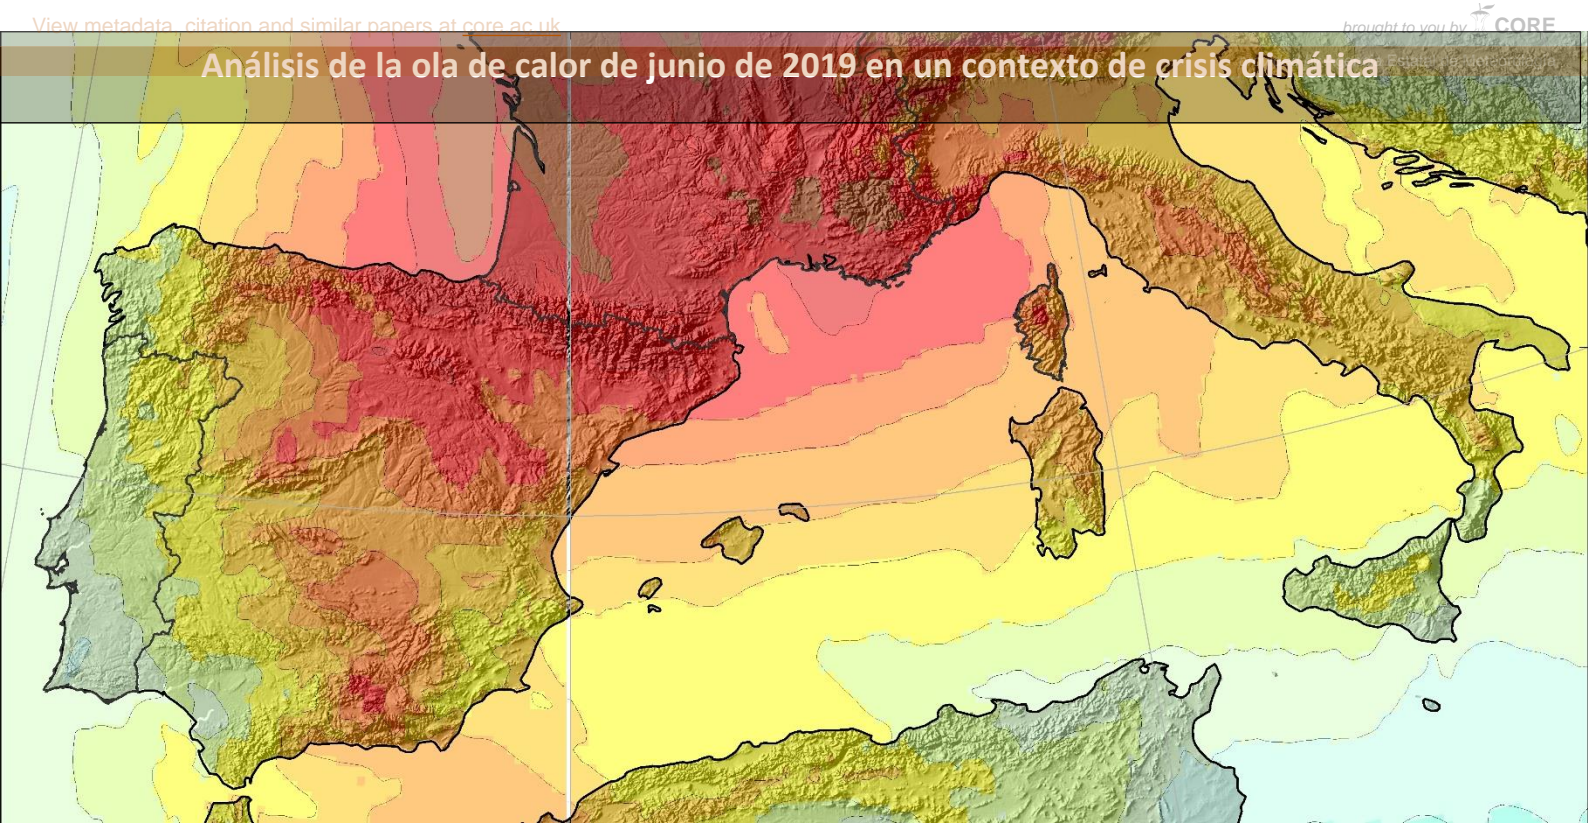 View metadata, citation and similar papers at core.ac.uk
brought to you by CORE
Análisis de la ola de calor de junio de 2019 en un contexto de crisis climática